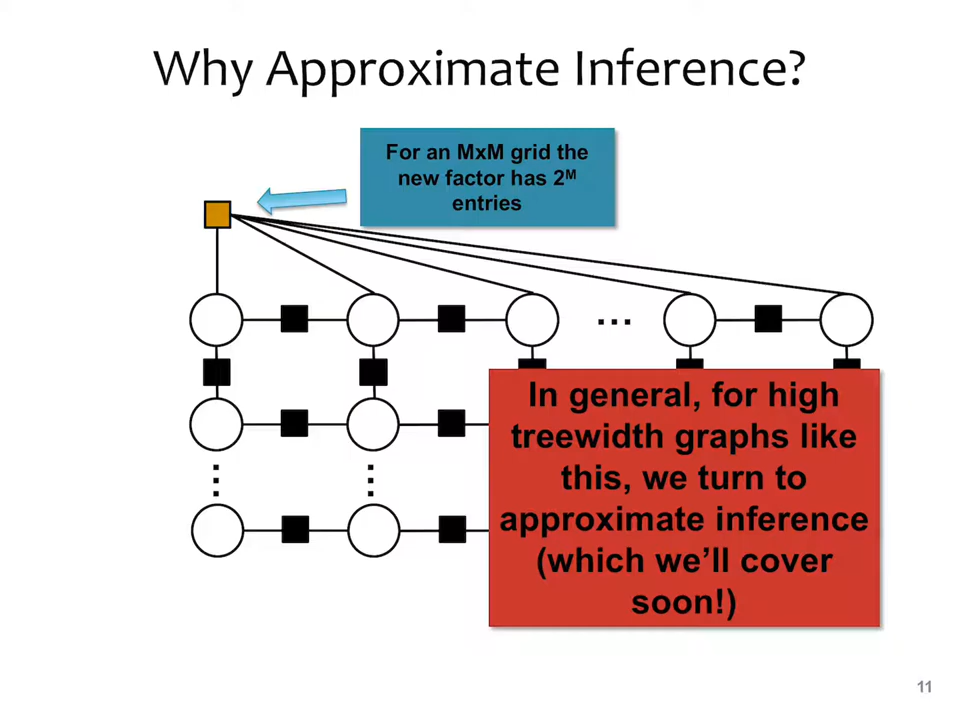 Why Approximate Inference?
For an MxM grid the
new factor has 2ᴹ
entries
...
In general, for high
treewidth graphs like
this, we turn to
approximate inference
(which we’ll cover
soon!)
11